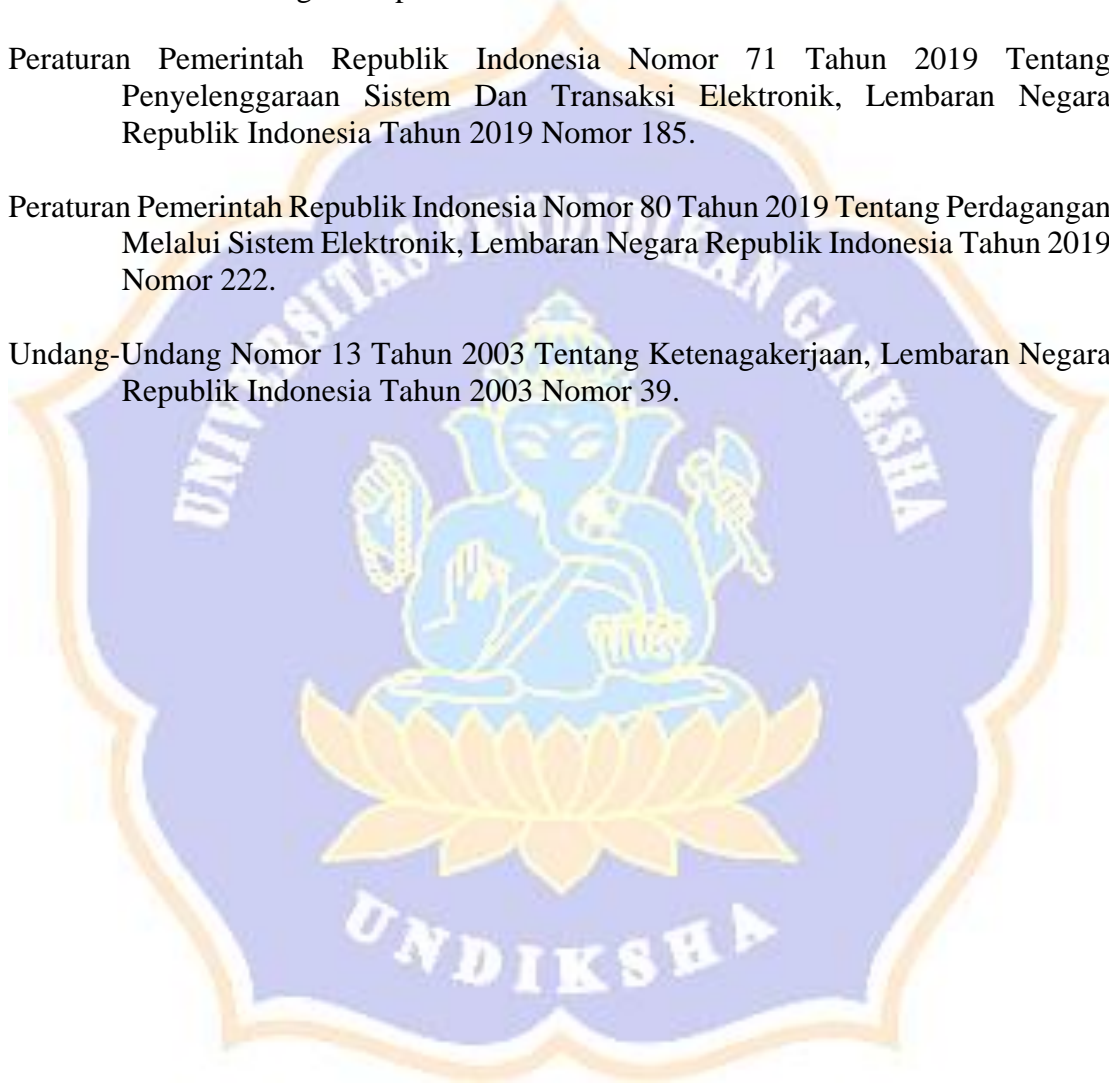 Peraturan Pemerintah Republik Indonesia Nomor 71 Tahun 2019 Tentang
Penyelenggaraan Sistem Dan Transaksi Elektronik, Lembaran Negara
Republik Indonesia Tahun 2019 Nomor 185.
Peraturan Pemerintah Republik Indonesia Nomor 80 Tahun 2019 Tentang Perdagangan
Melalui Sistem Elektronik, Lembaran Negara Republik Indonesia Tahun 2019
Nomor 222.
Undang-Undang Nomor 13 Tahun 2003 Tentang Ketenagakerjaan, Lembaran Negara
Republik Indonesia Tahun 2003 Nomor 39.
UNIVERSITAS PENDIDIKAN GANESHA
UNDIKSHA